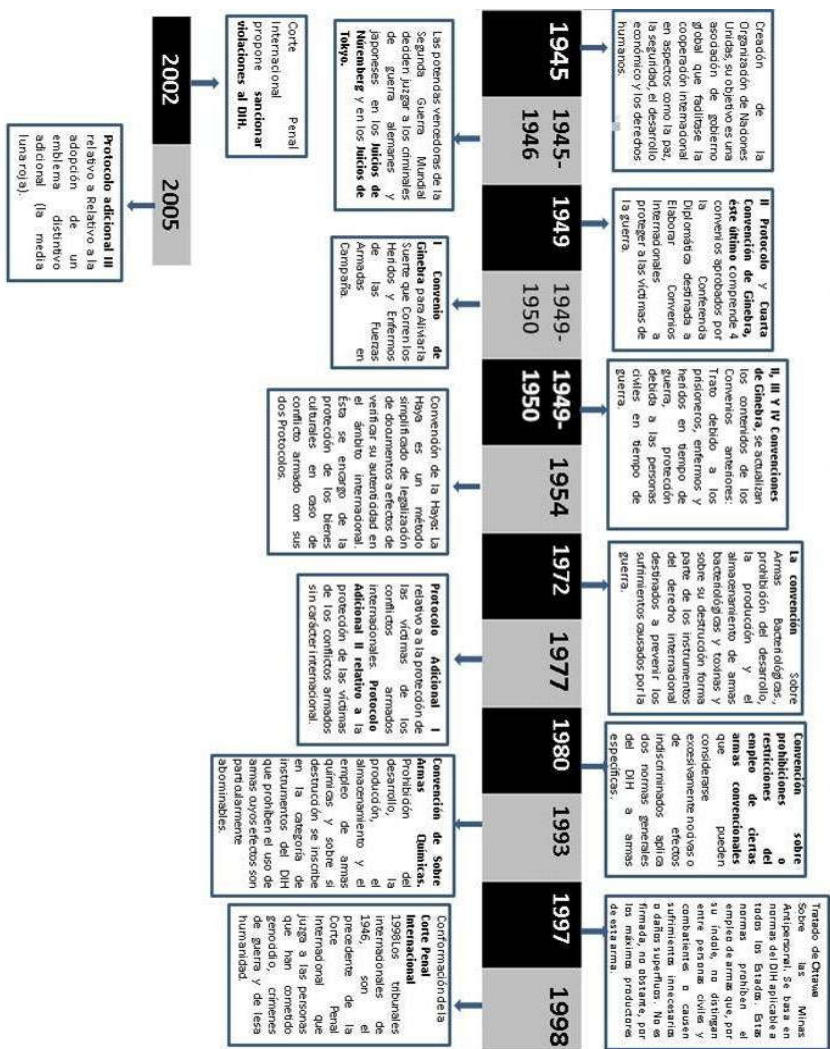 1945
Creación de la
Organización de Naciones
Unidas, su objetivo es una
asociación de gobierno
global que facilitase la
cooperación internacional
en aspectos como la paz,
la seguridad, el desarrollo
económico y los derechos
humanos.
1945-
1946
Las potencias vencedoras de la
Segunda Guerra Mundial
deciden juzgar a los criminales
de guerra alemanes y
japoneses en los Juicios de
Núremberg y en los Juicios de
Tokyo.
1949
II Protocolo y Cuarta
Convención de Ginebra,
éste último comprende 4
convenios aprobados por
la Conferencia
Diplomática destinada a
Elaborar Convenios
Internacionales a
proteger a las víctimas de
la guerra.
1949-
1950
I Convenio de
Ginebra para Aliviar la
Suerte que Corren los
Heridos y Enfermos
de las Fuerzas
Armadas en
Campaña.
1949-
1950
II, III Y IV Convenciones
de Ginebra, se actualizan
los contenidos de los
Convenios anteriores:
Trato debido a los
prisioneros, enfermos y
heridos en tiempo de
guerra, protección
debida a las personas
civiles en tiempo de
guerra.
1954
Convención de la Haya: La
Haya es un método
simplificado de legalización
de documentos a efectos de
verificar su autenticidad en
el ámbito internacional.
Ésta se encargo de la
protección de los bienes
culturales en caso de
conflicto armado con sus
dos Protocolos.
1972
La convención Sobre
Armas Bacteriológicas,
prohibición del desarrollo,
la producción y el
almacenamiento de armas
bacteriológicas y toxinas y
sobre su destrucción forma
parte de los instrumentos
del derecho internacional
destinados a prevenir los
sufrimientos causados por la
guerra.
1977
Protocolo Adicional I
relativo a a la protección de
las víctimas de los
conflictos armados
internacionales. Protocolo
Adicional II relativo a la
protección de las víctimas
de los conflictos armados
sin carácter internacional.
1980
Convención sobre
prohibiciones o
restricciones del
empleo de ciertas
armas convencionales
que pueden
considerarse
excesivamente nocivas o
de efectos
indiscriminados aplica
dos normas generales
del DIH a armas
específicas.
1993
Convención de Sobre
Armas Químicas.
Prohibición del
desarrollo, la
producción, el
almacenamiento y el
empleo de armas
químicas y sobre si
destrucción se inscribe
en la categoría de
instrumentos del DIH
que prohiben el uso de
armas cuyos efectos son
particularmente
abominables.
1997
Tratado de Ottawa
Sobre las Minas
Antipersonal. Se basa en
normas del DIH aplicable a
todos los Estados. Estas
normas prohiben el
empleo de armas que, por
su índole, no distingan
entre personas civiles y
combatientes o causen
sufrimientos innecesarios
o daños superfluos. No es
firmada, no obstante, por
los máximos productores
de esta arma.
1998
Conformación de la
Corte Penal
Internacional
1998Los tribunales
internacionales de
1946, son el
precedente de la
Corte Penal
Internacional que
juzga a las personas
que han cometido
genocidio, crímenes
de guerra y de lesa
humanidad.
2002
Corte Penal
Internacional
propone sancionar
violaciones al DIH.
2005
Protocolo adicional III
relativo a Relativo a la
adopción de un
emblema distintivo
adicional (la media
luna roja).